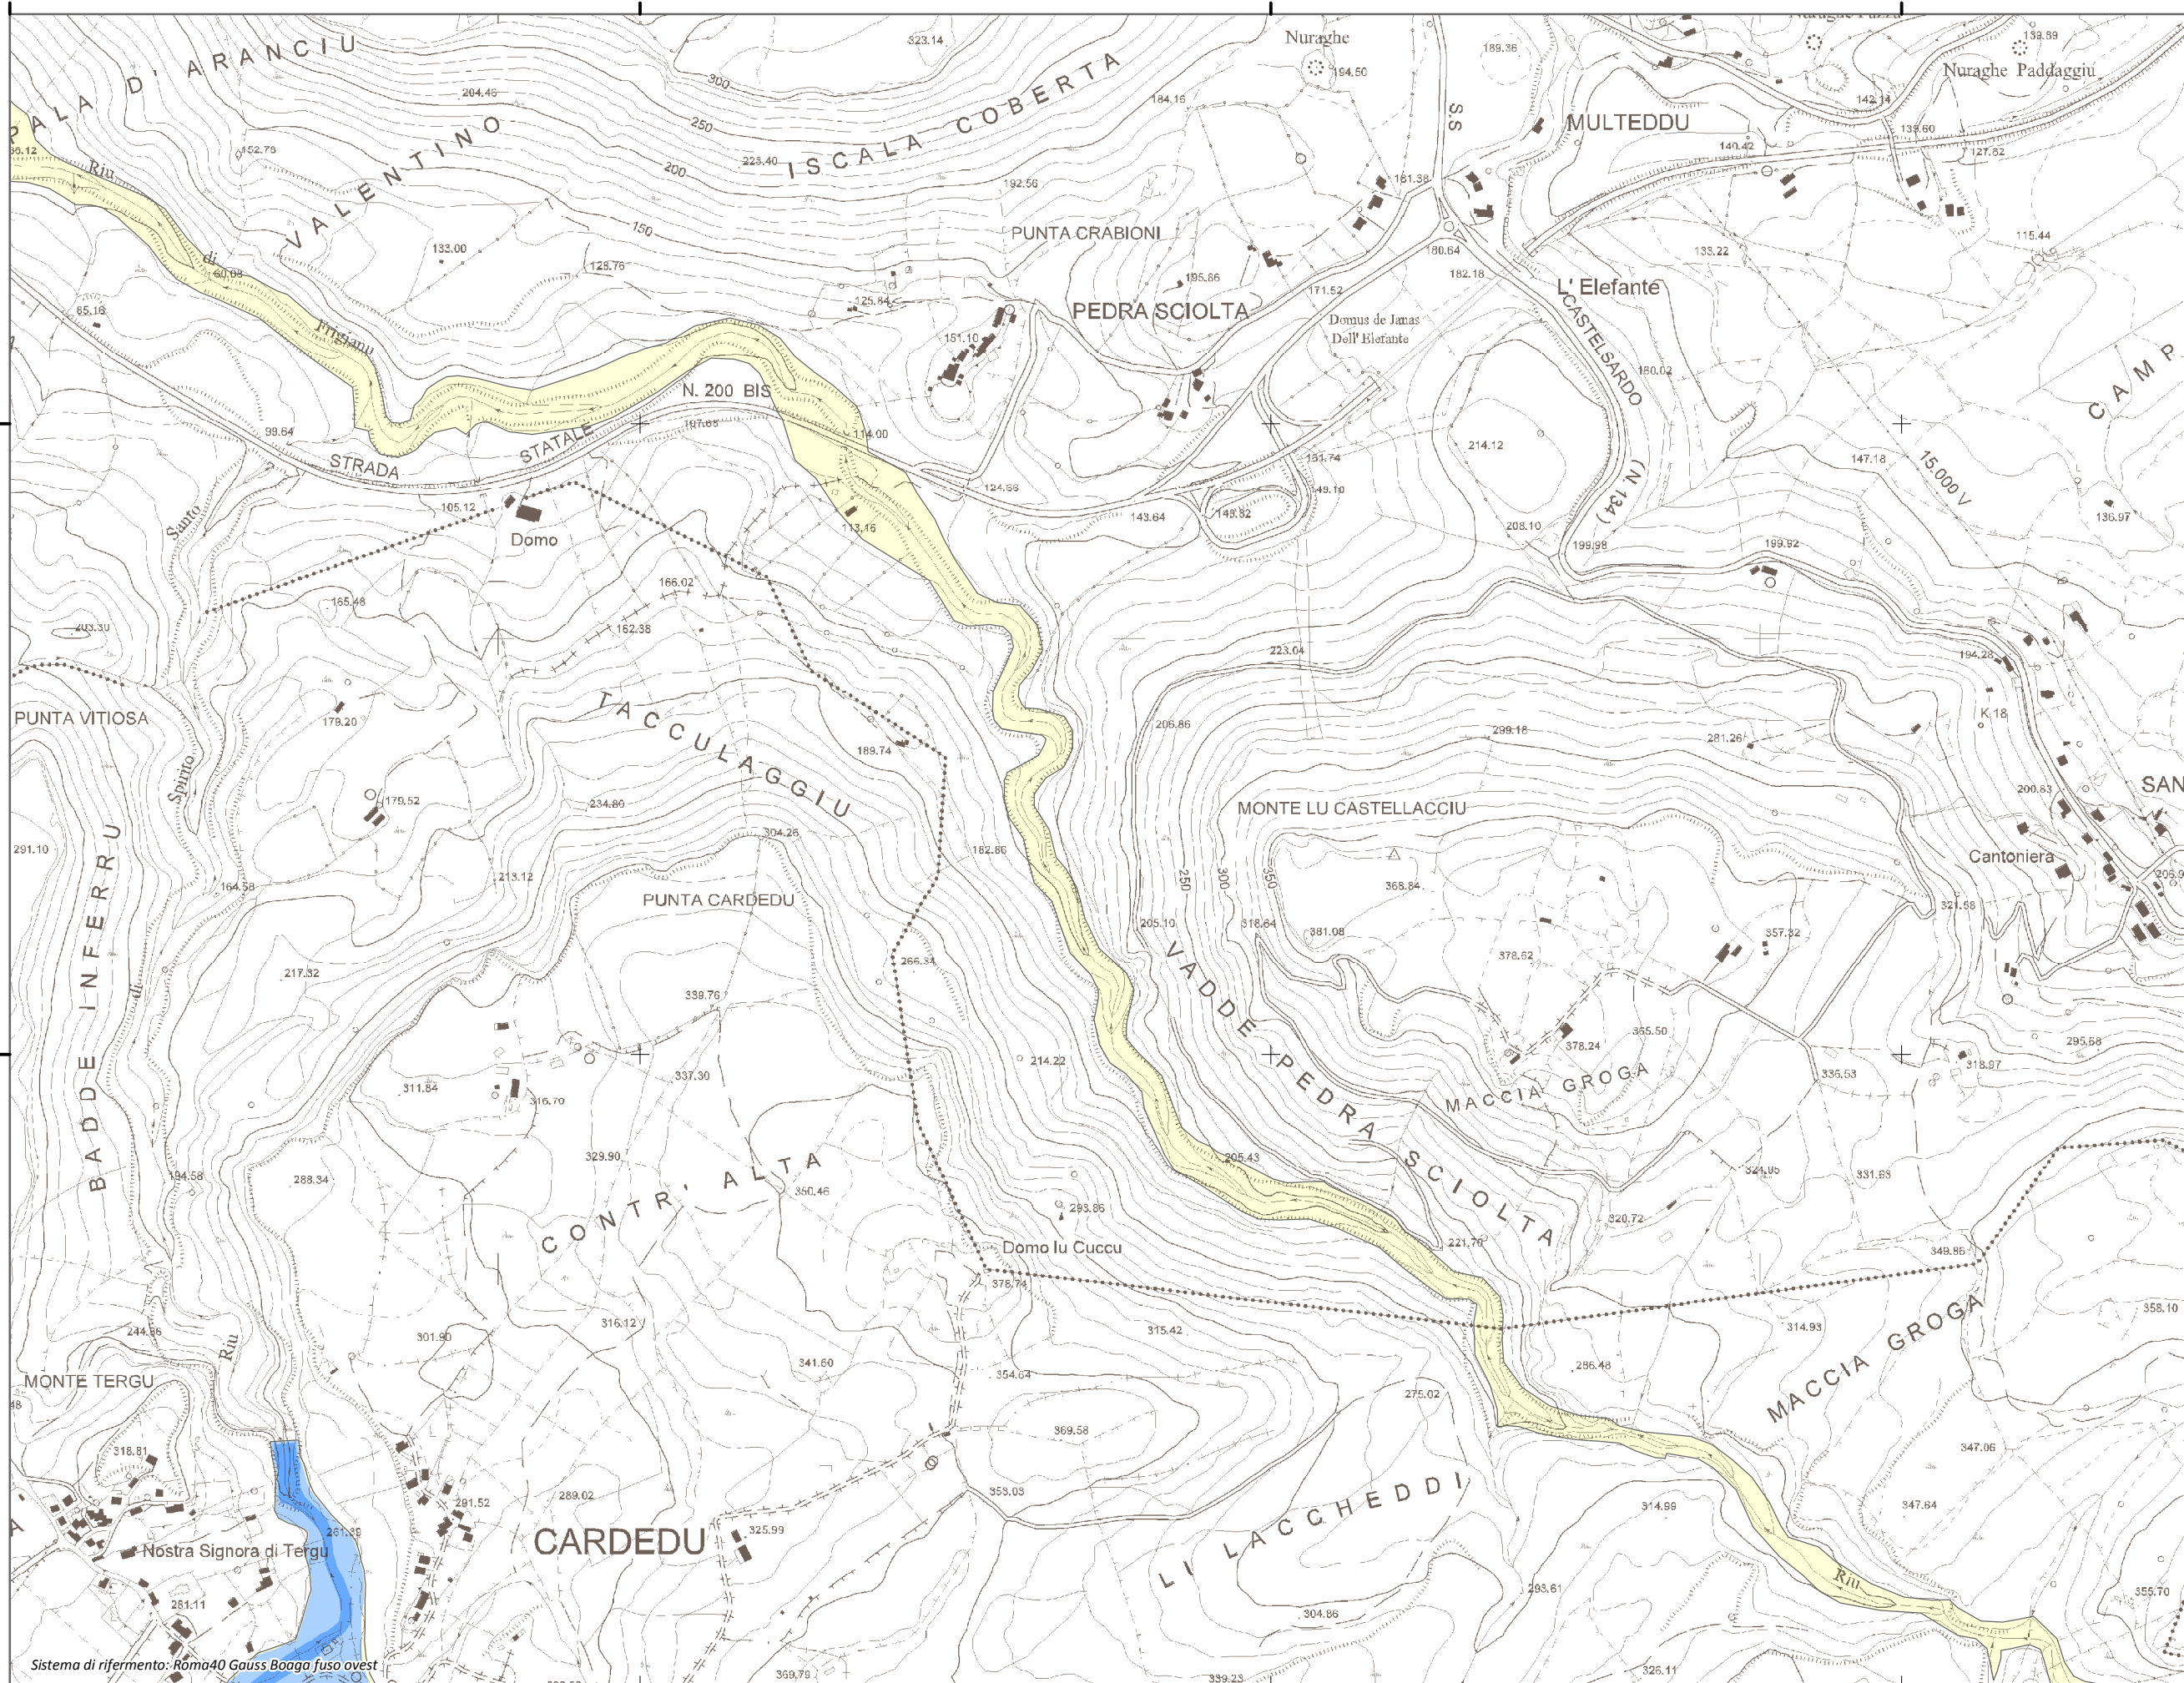 PALA D' ARANCIU
323.14
Nuraghe
194.50
189.36
139.69
Nuraghe Paddaggiu
142.14
204.46
300
ISCALA COBERTA
184.16
S.S
MULTEDDU
139.60
127.62
140.42
VALENTINO
152.76
250
223.40
200
192.56
181.38
Riu
133.00
150
PUNTA CRABIONI
180.64
182.18
133.22
115.44
di
60.08
128.76
195.86
171.52
L' Elefante
125.84
PEDRA SCIOLTA
Domus de Janas
Dell' Elefante
CASTELSARDO
85.16
Frigianu
151.10
180.02
CAMP
N. 200 BIS
107.65
114.00
99.64
STRADA
STATALE
214.12
151.74
147.18
15.000 V
(N. 134)
124.66
149.10
105.12
Santo
Domo
113.16
143.64
143.82
208.10
199.98
199.92
136.97
166.02
165.48
162.38
203.30
223.04
194.28
PUNTA VITIOSA
179.20
TACCULAGGIU
189.74
206.86
299.18
281.26
K 18
Spinto
179.52
234.80
MONTE LU CASTELLACCIU
200.83
SAN
304.26
291.10
182.86
250
300
350
368.84
Cantoniera
BADDE INFERRU
164.58
213.12
PUNTA CARDEDU
205.10
318.64
381.08
321.58
357.32
217.32
266.34
378.62
di
339.76
VADDE PEDRA SCIOLTA
365.50
378.24
295.68
214.22
318.97
311.84
337.30
316.70
336.53
MACCIA GROGA
329.90
205.43
194.58
288.34
CONTR' ALTA
350.46
331.63
293.86
320.72
Domo lu Cuccu
221.70
349.86
378.74
244.86
Riu
301.90
316.12
315.42
314.93
358.10
MACCIA GROGA
MONTE TERGU
341.60
354.64
286.48
275.02
318.81
369.58
347.06
LI LACCHEDDI
291.52
289.02
353.03
314.99
347.64
CARDEDU
325.99
261.39
Nostra Signora di Tergu
Riu
293.61
355.70
281.11
304.86
Sistema di rifermento: Roma40 Gauss Boaga fuso ovest
369.79
339.23
326.11